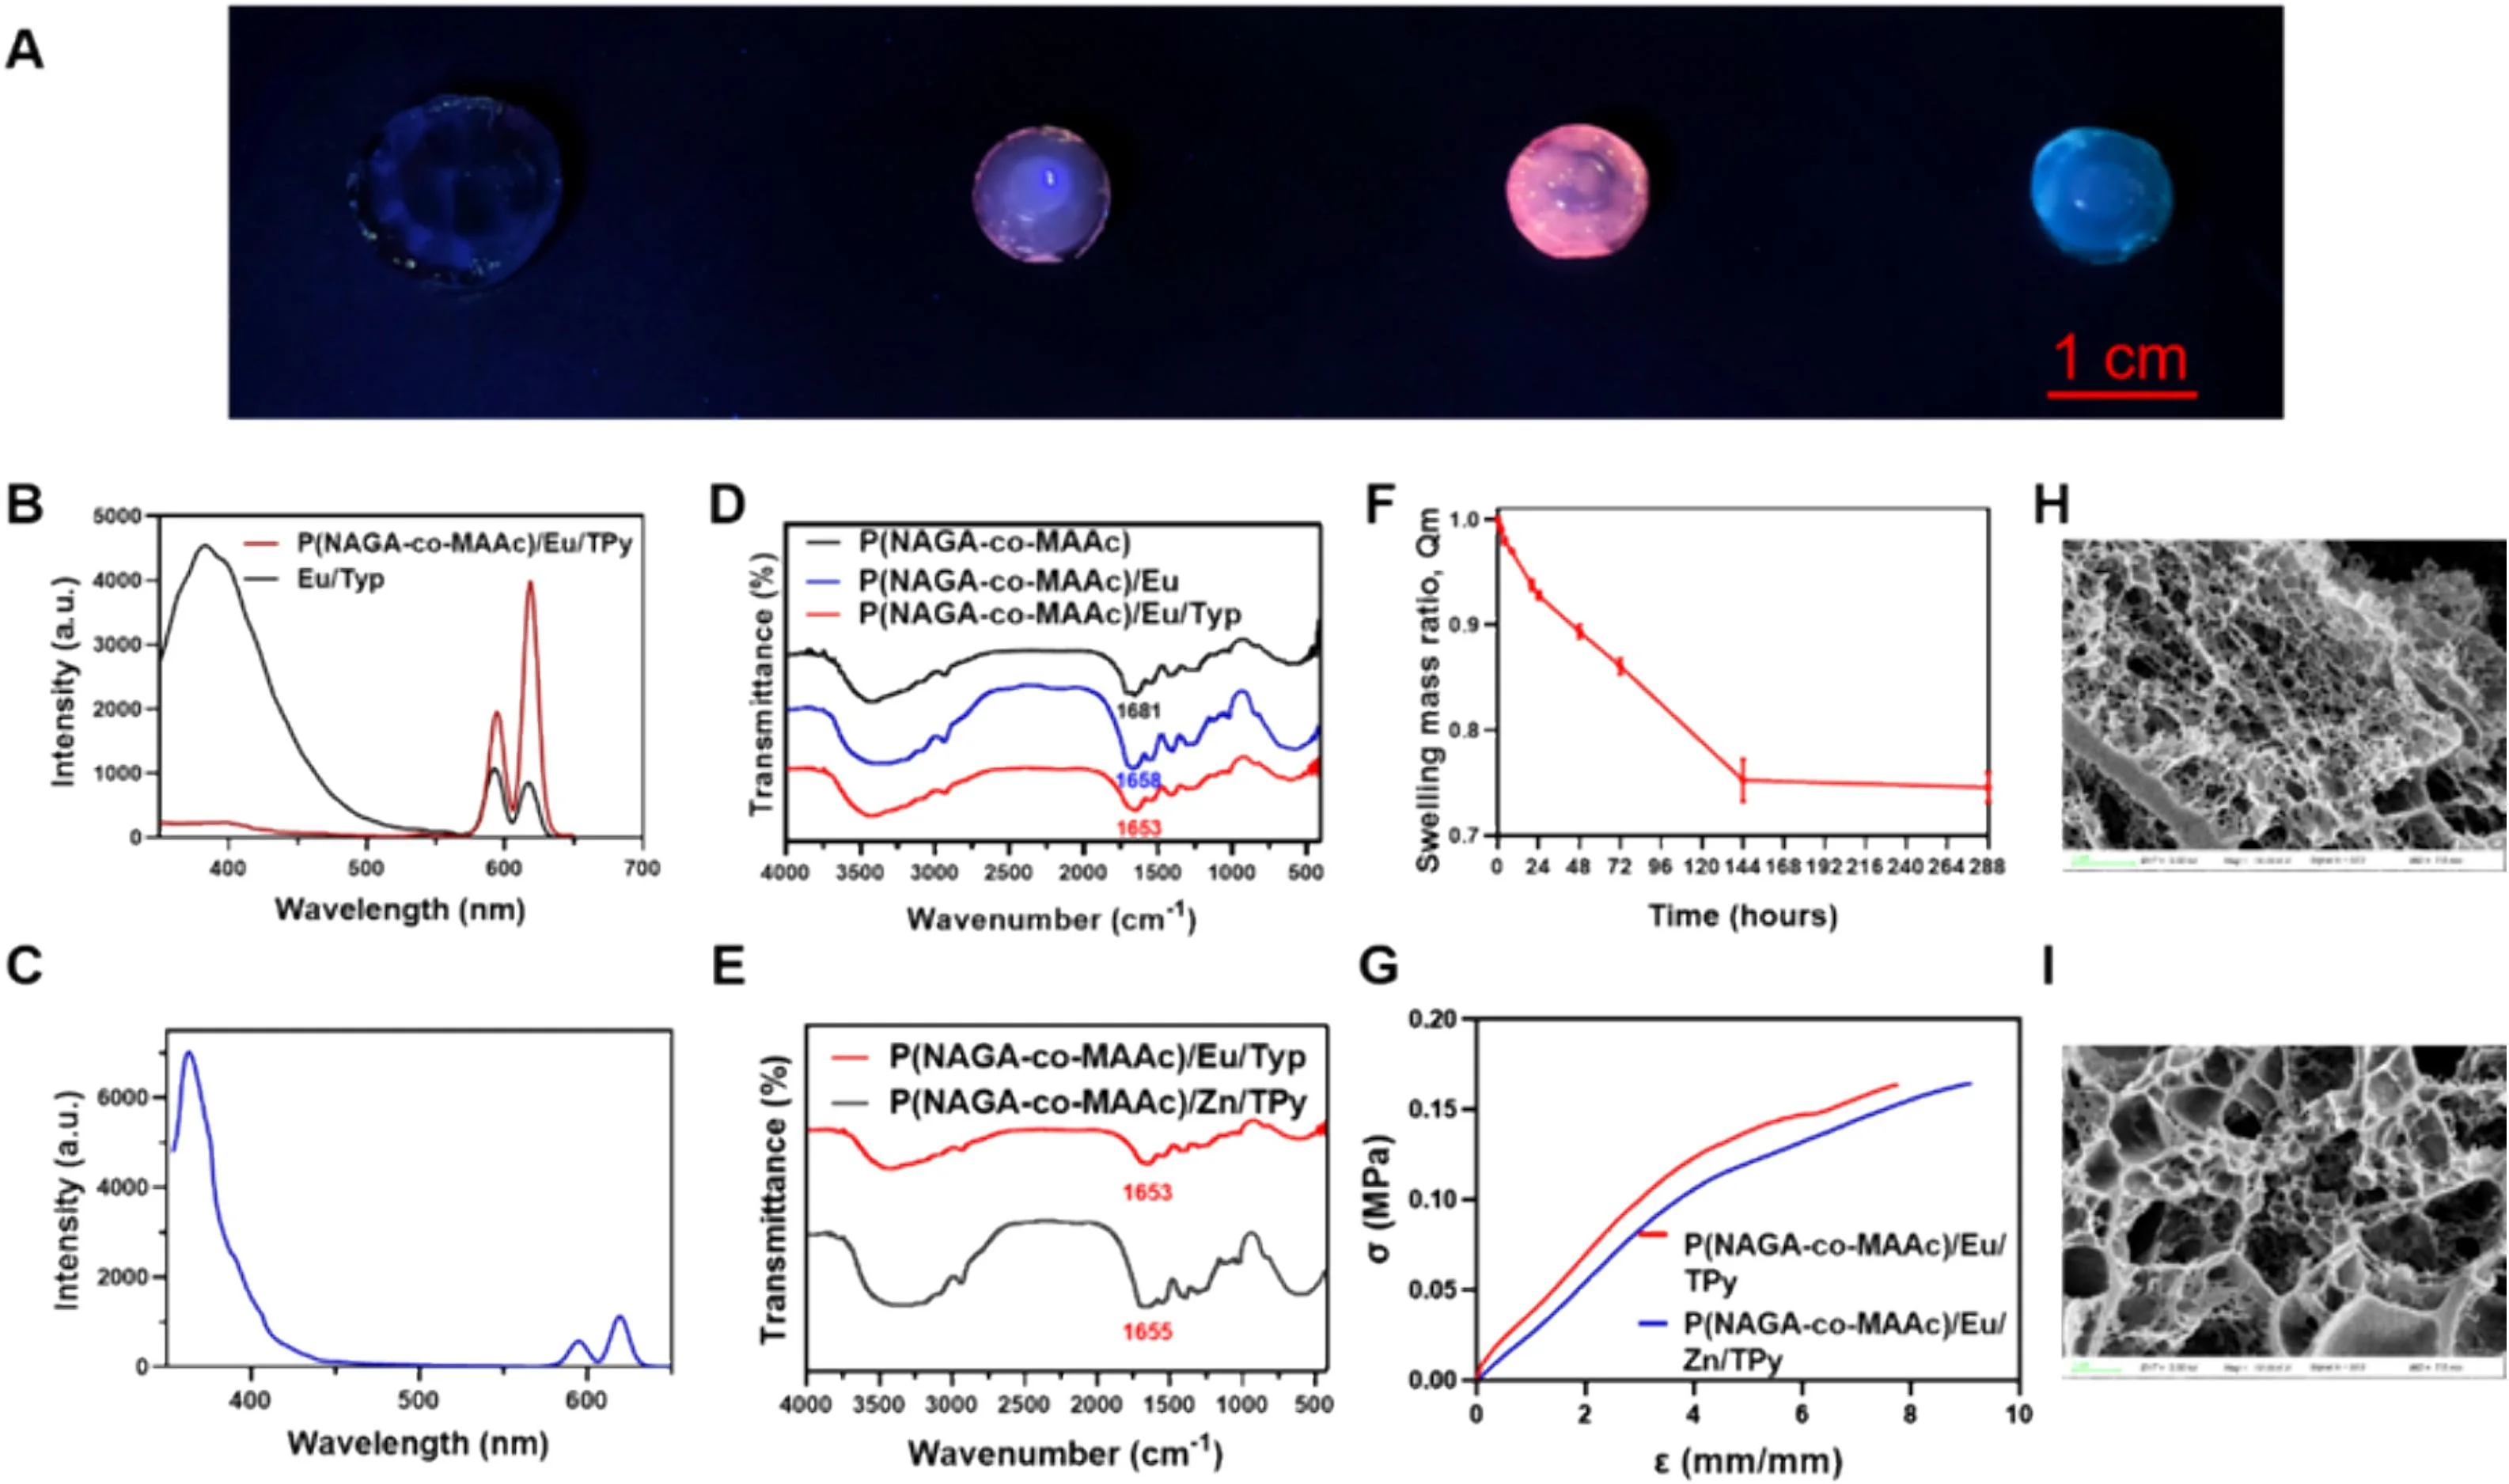 A
1 cm
B
5000
4000
3000
2000
1000
0
P(NAGA-co-MAAc)/Eu/TPy
Eu/Typ
400 500 600 700
Intensity (a.u.)
Wavelength (nm)
D
P(NAGA-co-MAAc)
P(NAGA-co-MAAc)/Eu
P(NAGA-co-MAAc)/Eu/Typ
1681
1658
1653
4000 3500 3000 2500 2000 1500 1000 500
Transmittance (%)
Wavenumber (cm-1)
F
1.0
0.9
0.8
0.7
0 24 48 72 96 120 144 168 192 216 240 264 288
Swelling mass ratio, Qm
Time (hours)
H
C
6000
4000
2000
0
400 500 600
Intensity (a.u.)
Wavelength (nm)
E
P(NAGA-co-MAAc)/Eu/Typ
P(NAGA-co-MAAc)/Zn/TPy
1653
1655
4000 3500 3000 2500 2000 1500 1000 500
Transmittance (%)
Wavenumber (cm-1)
G
0.20
0.15
0.10
0.05
0.00
P(NAGA-co-MAAc)/Eu/
TPy
P(NAGA-co-MAAc)/Eu/
Zn/TPy
0 2 4 6 8 10
σ (MPa)
ε (mm/mm)
I